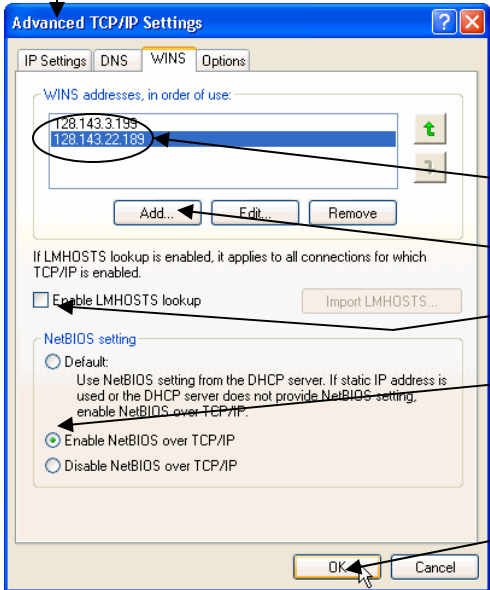 Advanced TCP/IP Settings
IP Settings DNS WINS Options
WINS addresses, in order of use:
128.143.3.199
128.143.22.189
Add... Edit... Remove
If LMHOSTS lookup is enabled, it applies to all connections for which
TCP/IP is enabled.
Enable LMHOSTS lookup Import LMHOSTS...
NetBIOS setting
Default:
Use NetBIOS setting from the DHCP server. If static IP address is
used or the DHCP server does not provide NetBIOS setting,
enable NetBIOS over TCP/IP.
Enable NetBIOS over TCP/IP
Disable NetBIOS over TCP/IP
OK Cancel